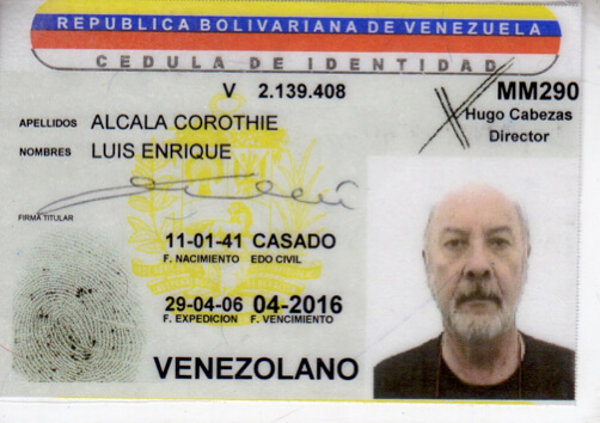 REPUBLICA BOLIVARIANA DE VENEZUELA
CEDULA DE IDENTIDAD
V 2.139.408
MM290
Hugo Cabezas
Director
APELLIDOS ALCALA COROTHIE
NOMBRES LUIS ENRIQUE
FIRMA TITULAR
11-01-41 CASADO
F. NACIMIENTO EDO CIVIL
29-04-06 04-2016
F. EXPEDICION F. VENCIMIENTO
VENEZOLANO